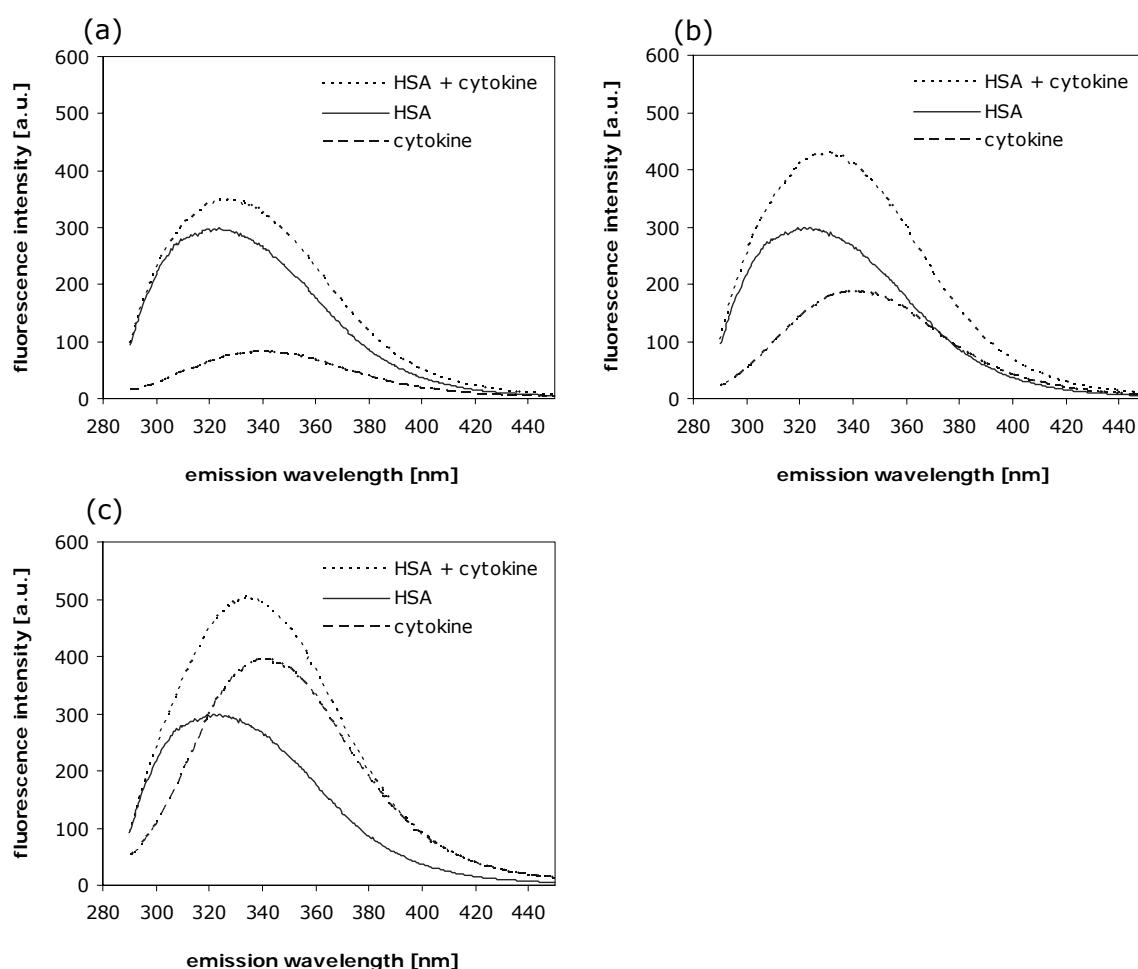 (a)
fluorescence intensity [a.u.]
600
500
400
300
200
100
0
HSA + cytokine
HSA
cytokine
280 300 320 340 360 380 400 420 440
emission wavelength [nm]
(b)
fluorescence intensity [a.u.]
600
500
400
300
200
100
0
HSA + cytokine
HSA
cytokine
280 300 320 340 360 380 400 420 440
emission wavelength [nm]
(c)
fluorescence intensity [a.u.]
600
500
400
300
200
100
0
HSA + cytokine
HSA
cytokine
280 300 320 340 360 380 400 420 440
emission wavelength [nm]